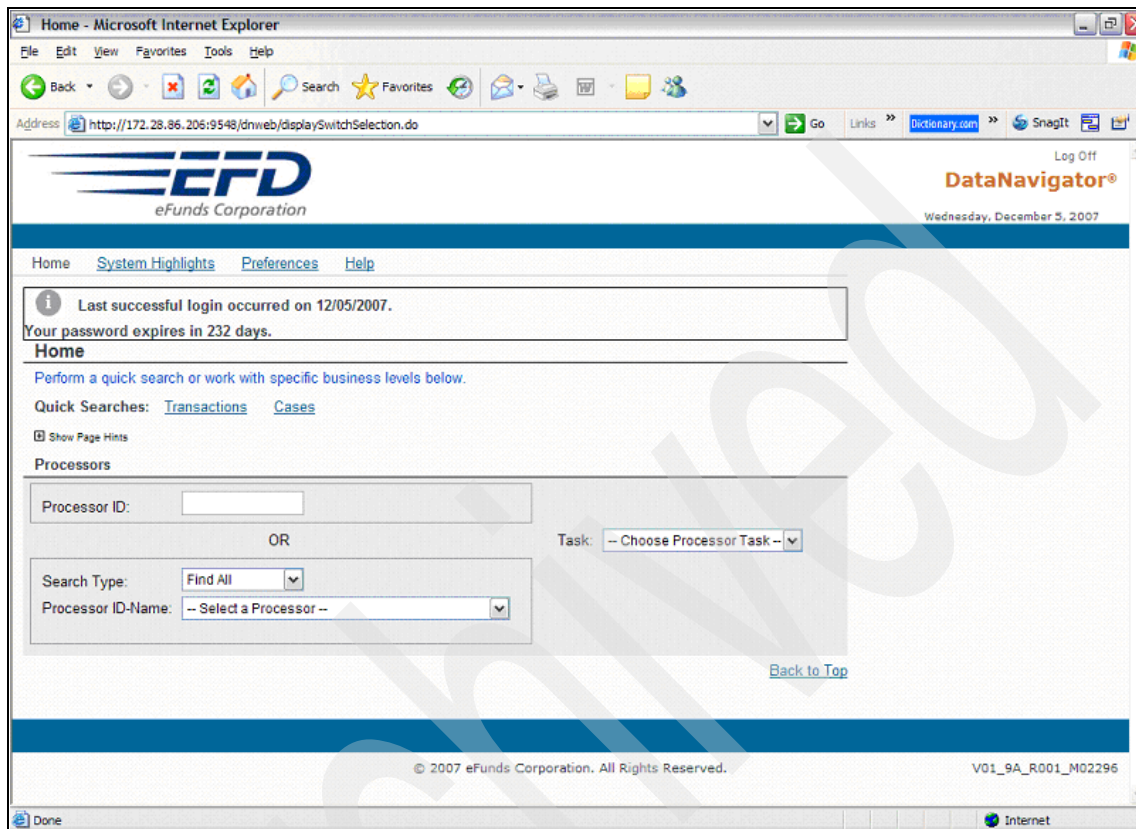 Home - Microsoft Internet Explorer
File Edit View Favorites Tools Help
Back Search Favorites
Address http://172.28.86.206:9548/dnweb/displaySwitchSelection.do Go Links » Dictionary.com » SnagIt
EFD
eFunds Corporation
Log Off
DataNavigator®
Wednesday, December 5, 2007
Home System Highlights Preferences Help
Last successful login occurred on 12/05/2007.
Your password expires in 232 days.
Home
Perform a quick search or work with specific business levels below.
Quick Searches: Transactions Cases
Show Page Hints
Processors
Processor ID:
OR
Task: -- Choose Processor Task --
Search Type: Find All
Processor ID-Name: -- Select a Processor --
Back to Top
© 2007 eFunds Corporation. All Rights Reserved. V01_9A_R001_M02296
Done Internet